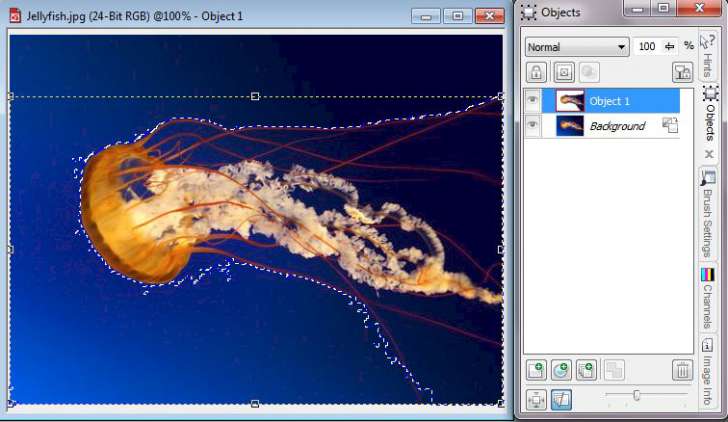 Jellyfish.jpg (24-Bit RGB) @100% - Object 1
Objects
Normal
100
%
Object 1
Background
Hints
Objects
Brush Settings
Channels
Image Info